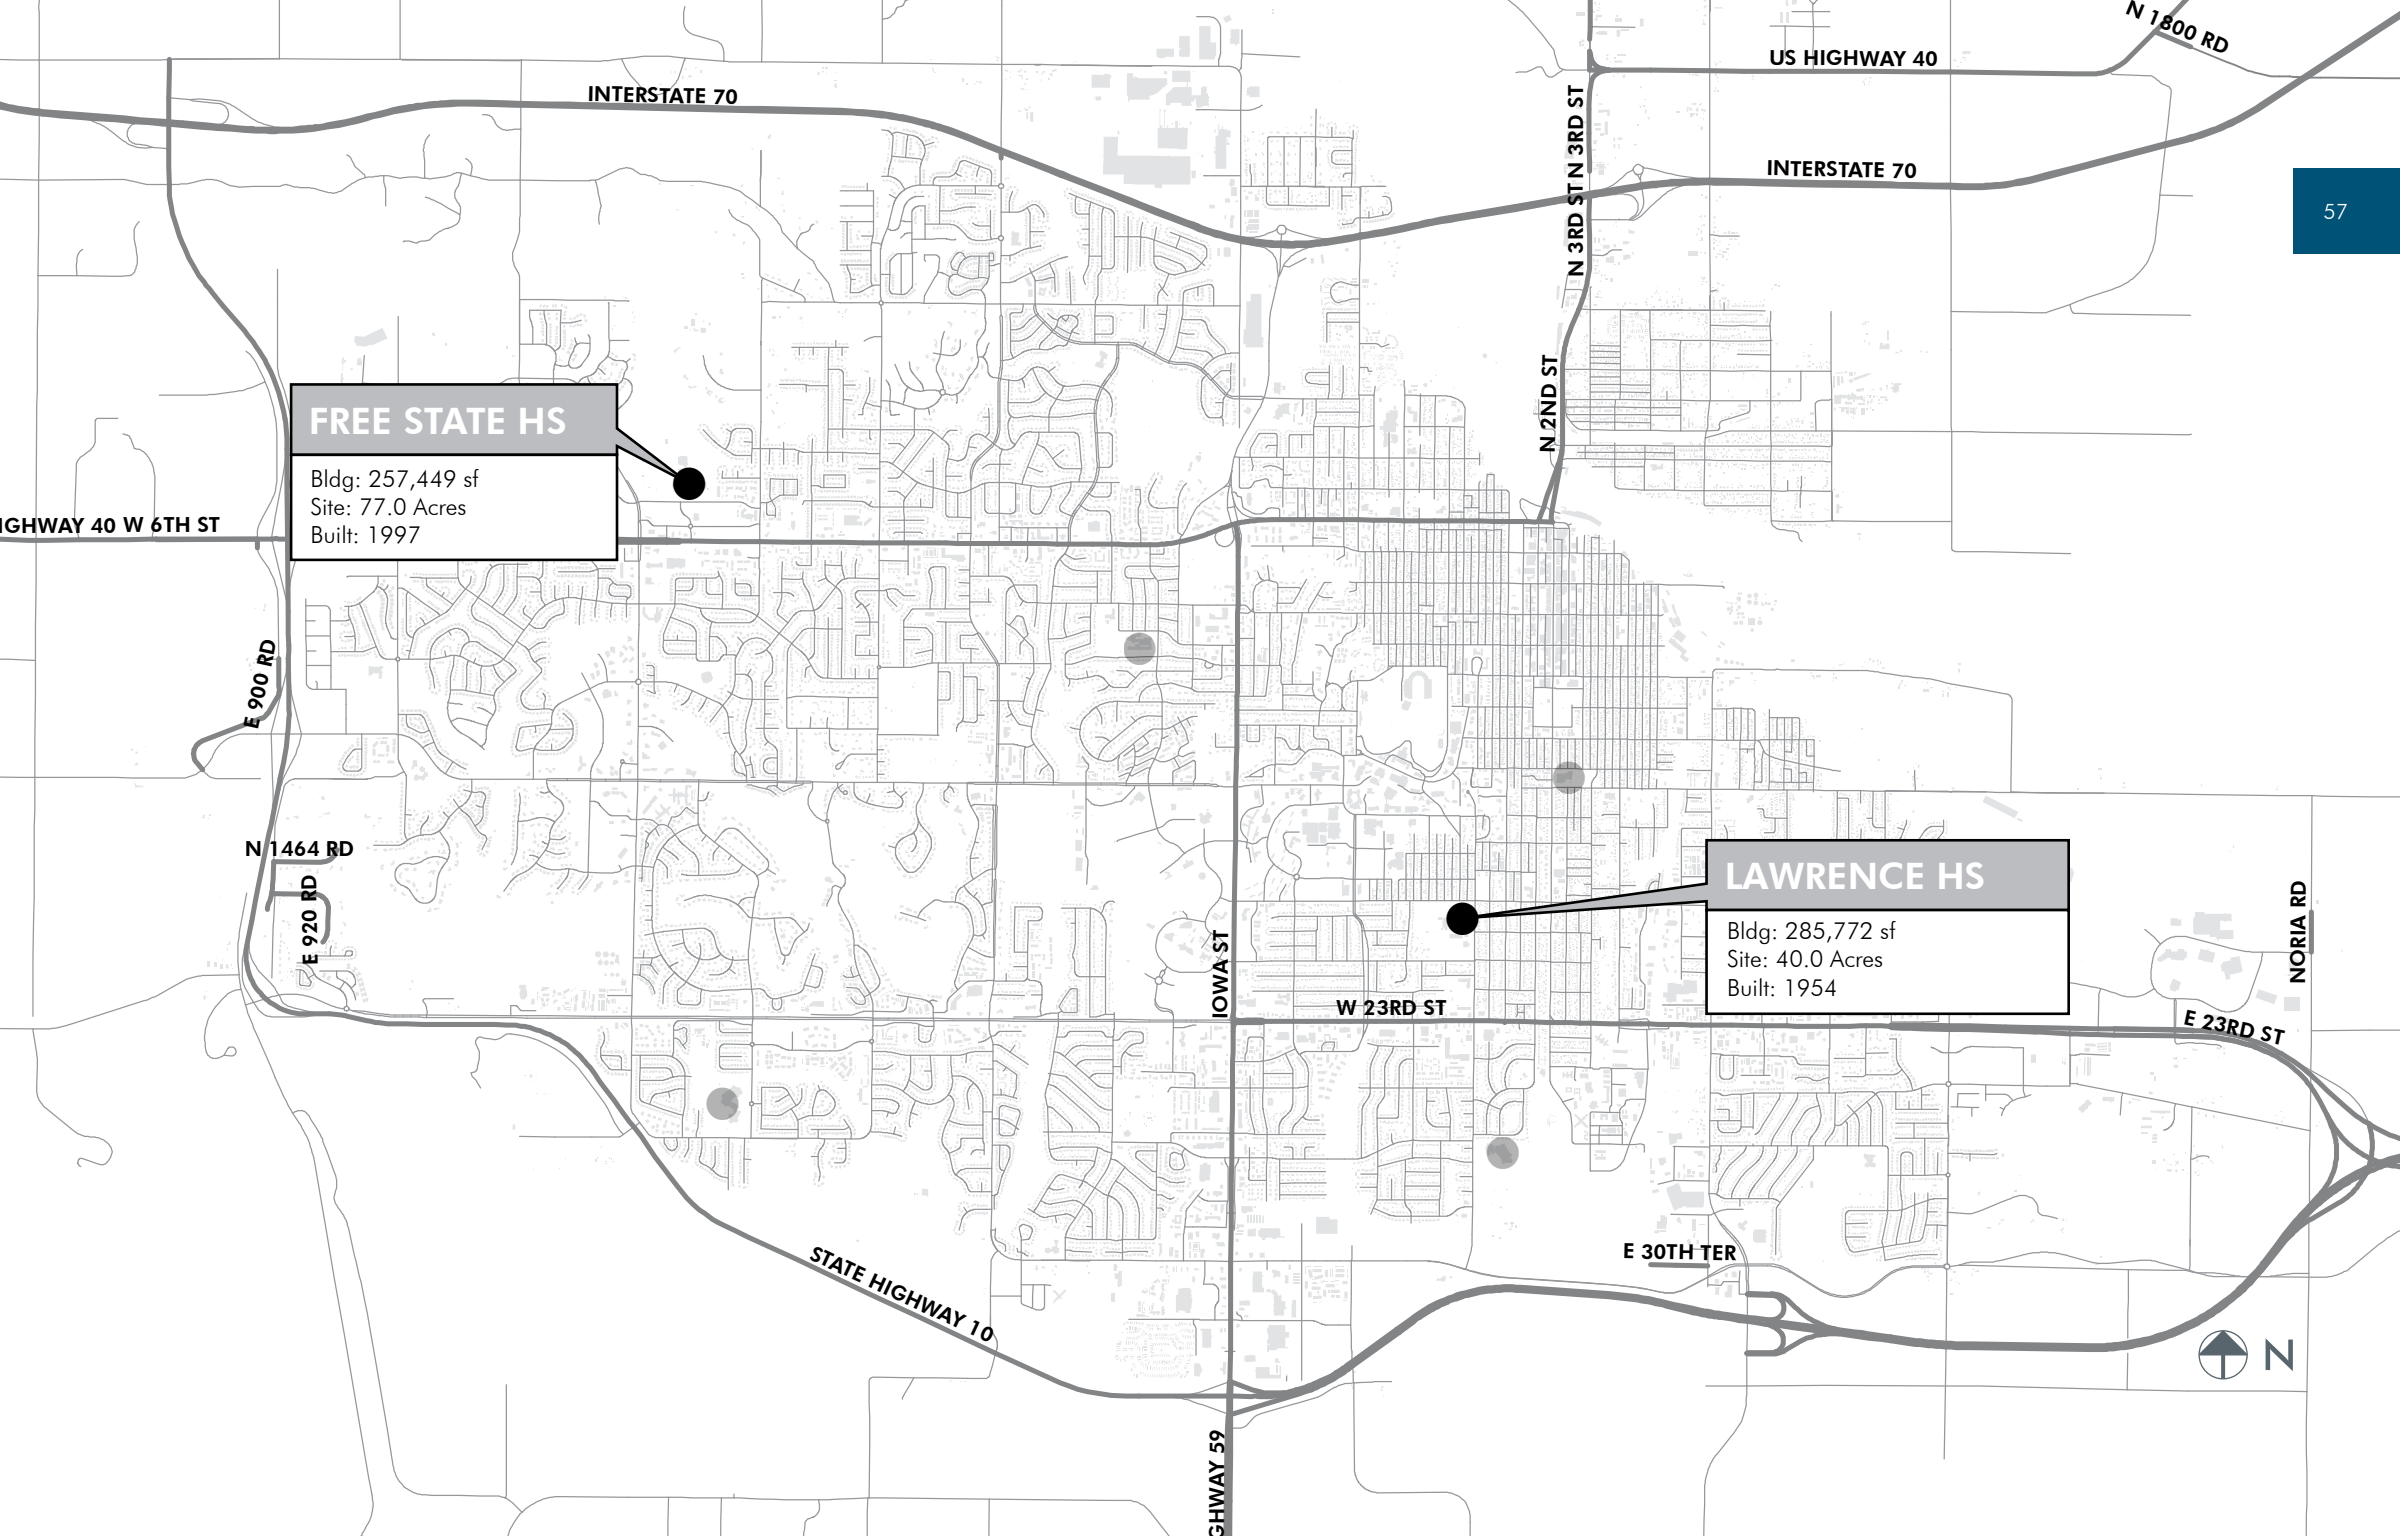 N 1800 RD
US HIGHWAY 40
INTERSTATE 70
N 3RD ST
INTERSTATE 70
57
N 3RD ST
N 2ND ST
FREE STATE HS
Bldg: 257,449 sf
Site: 77.0 Acres
Built: 1997
IGHWAY 40 W 6TH ST
E 900 RD
N 1464 RD
E 920 RD
LAWRENCE HS
Bldg: 285,772 sf
Site: 40.0 Acres
Built: 1954
NORIA RD
IOWA ST
W 23RD ST
E 23RD ST
E 30TH TER
STATE HIGHWAY 10
N
GHWAY 59